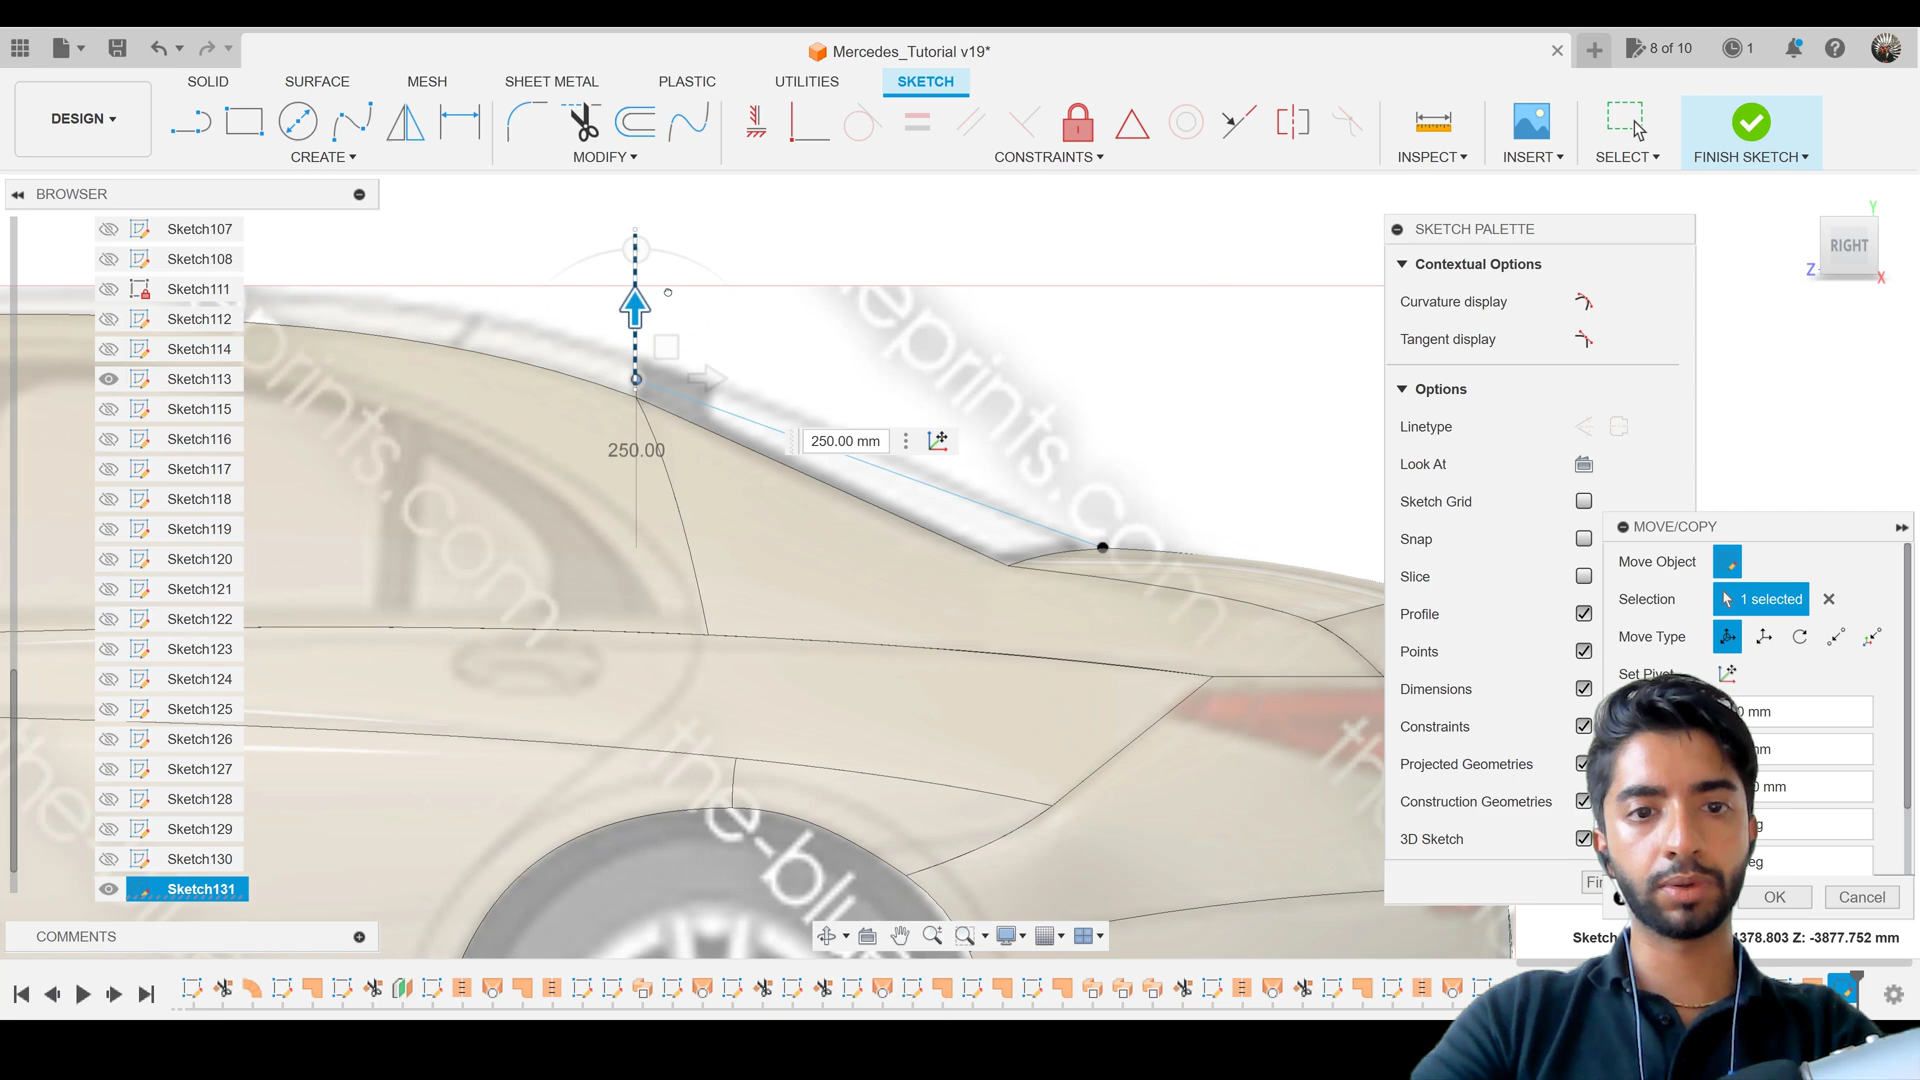 Mercedes_Tutorial v19*
8 of 10
1
SOLID
SURFACE
MESH
SHEET METAL
PLASTIC
UTILITIES
SKETCH
DESIGN
CREATE
MODIFY
CONSTRAINTS
INSPECT
INSERT
SELECT
FINISH SKETCH
BROWSER
Sketch107
Sketch108
Sketch111
Sketch112
Sketch114
Sketch113
Sketch115
Sketch116
Sketch117
Sketch118
Sketch119
Sketch120
Sketch121
Sketch122
Sketch123
Sketch124
Sketch125
Sketch126
Sketch127
Sketch128
Sketch129
Sketch130
Sketch131
COMMENTS
250.00
250.00 mm
SKETCH PALETTE
Contextual Options
Curvature display
Tangent display
Options
Linetype
Look At
Sketch Grid
Snap
Slice
Profile
Points
Dimensions
Constraints
Projected Geometries
Construction Geometries
3D Sketch
Y
RIGHT
Z
X
MOVE/COPY
Move Object
Selection
1 selected
Move Type
Set Pivot
OK
Cancel
1378.803 Z: -3877.752 mm